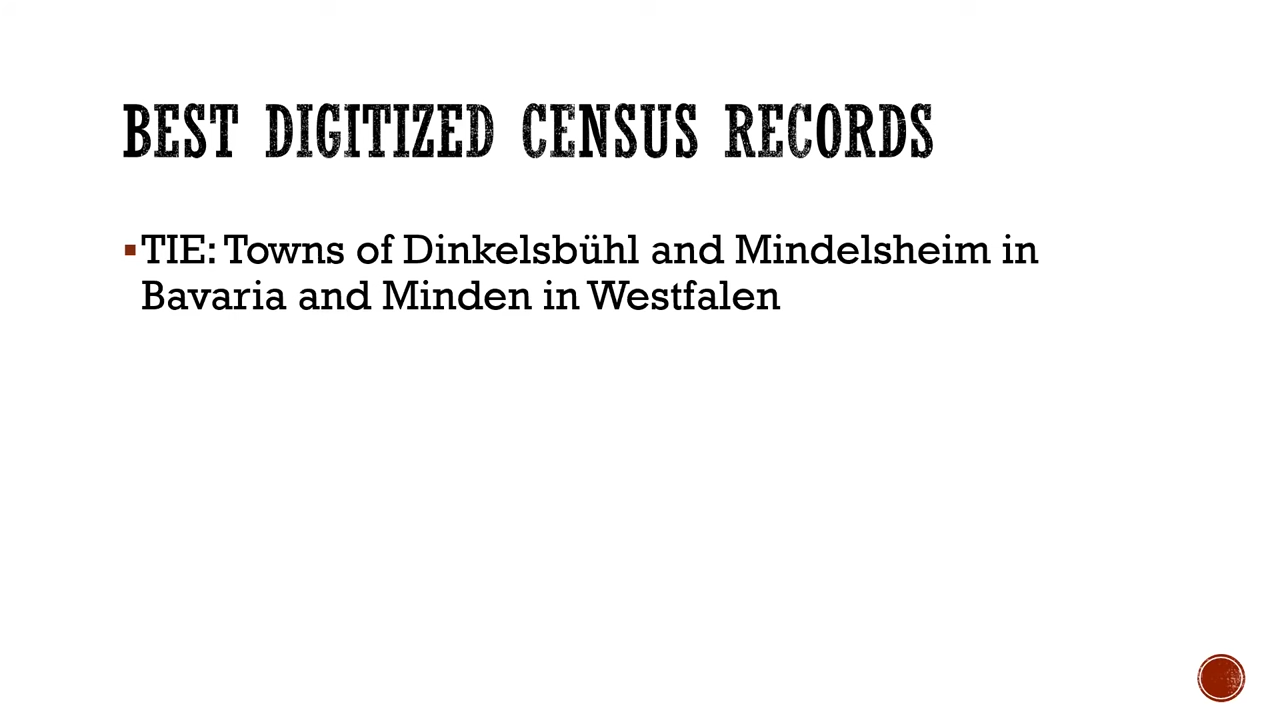 BEST DIGITIZED CENSUS RECORDS
▪TIE: Towns of Dinkelsbühl and Mindelsheim in
Bavaria and Minden in Westfalen